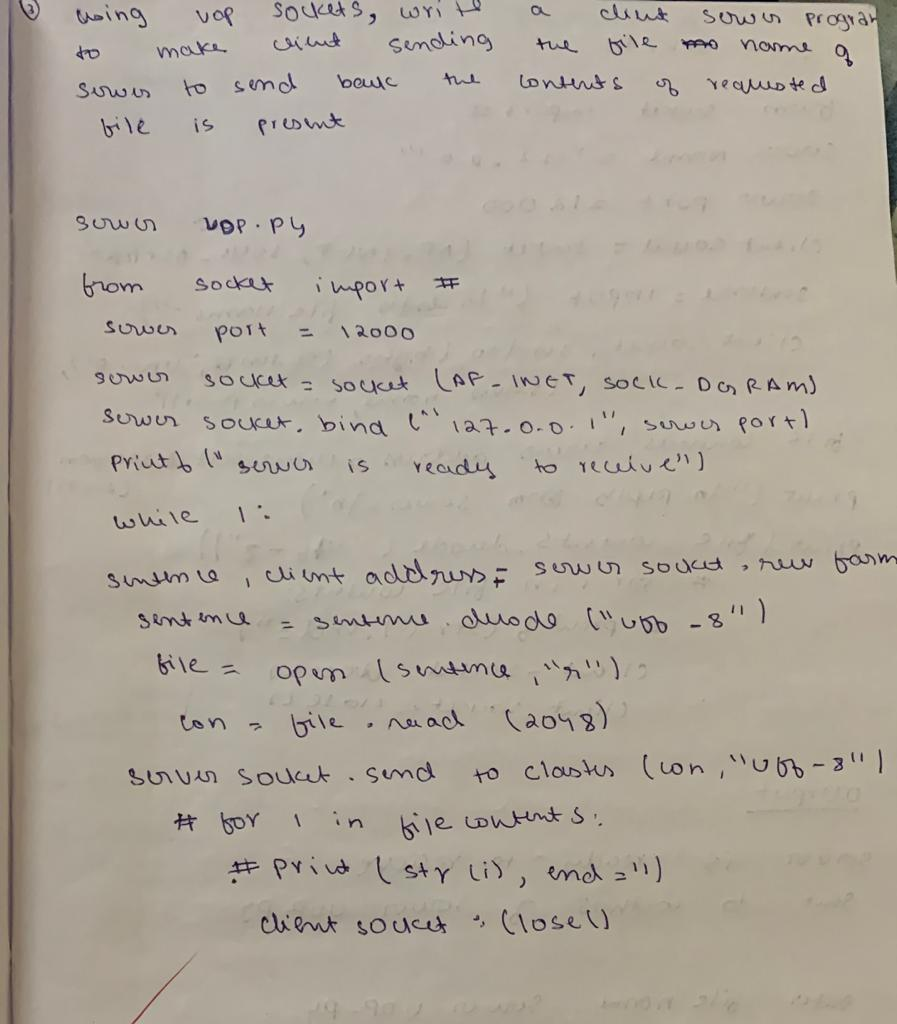 ③ using UDP sockets, write a client server program
to make client sending the file name &
server to send back the contents of requested
file is present
server UDP.Py
from socket import #
server port = 12000
server socket = socket (AF-INET, SOCK-DGRAM)
server socket. bind (" 127.0.0.1", server port)
printf (" server is ready to receive")
while 1:
sentence, client address = server socket. recv farm
sentence = sentence. decode ("utf -8")
file = open (sentence, "r")
con = file. read (2048)
server socket. send to (con, "utf-8")
# for i in file contents:
# print ( str (i), end ='')
client socket. close()